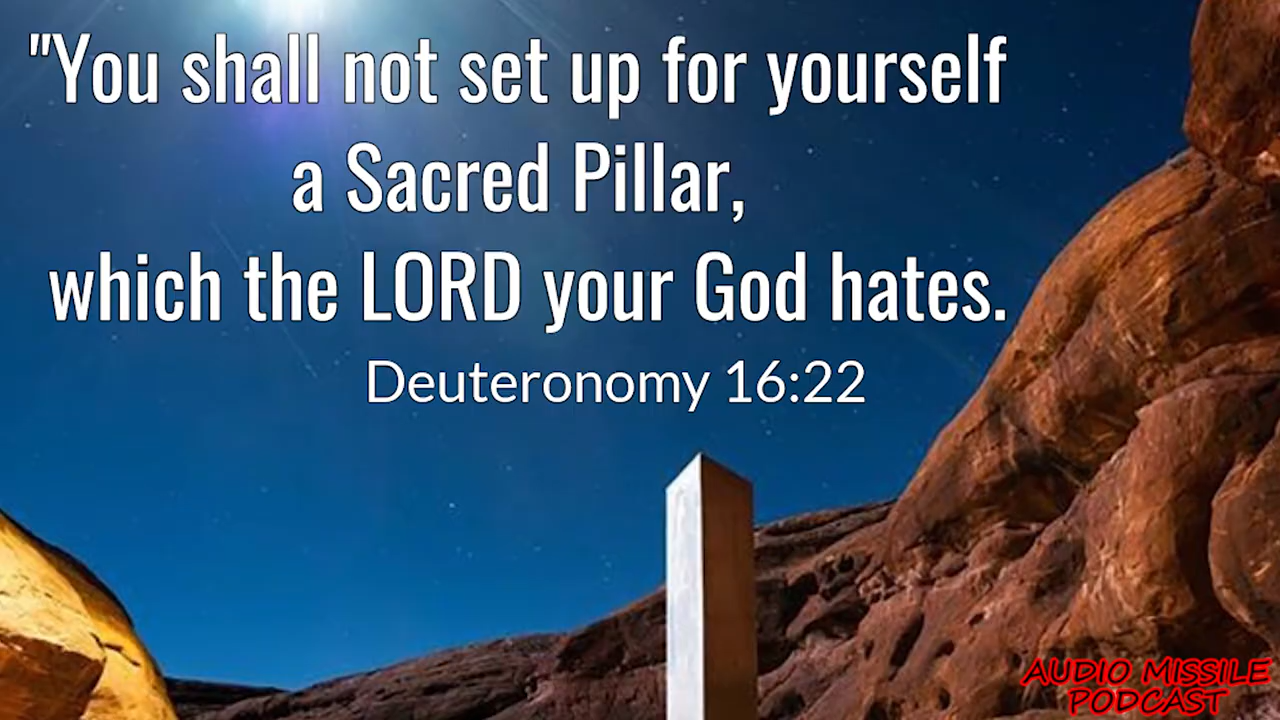 "You shall not set up for yourself
a Sacred Pillar,
which the LORD your God hates.
Deuteronomy 16:22
AUDIO MISSILE
PODCAST